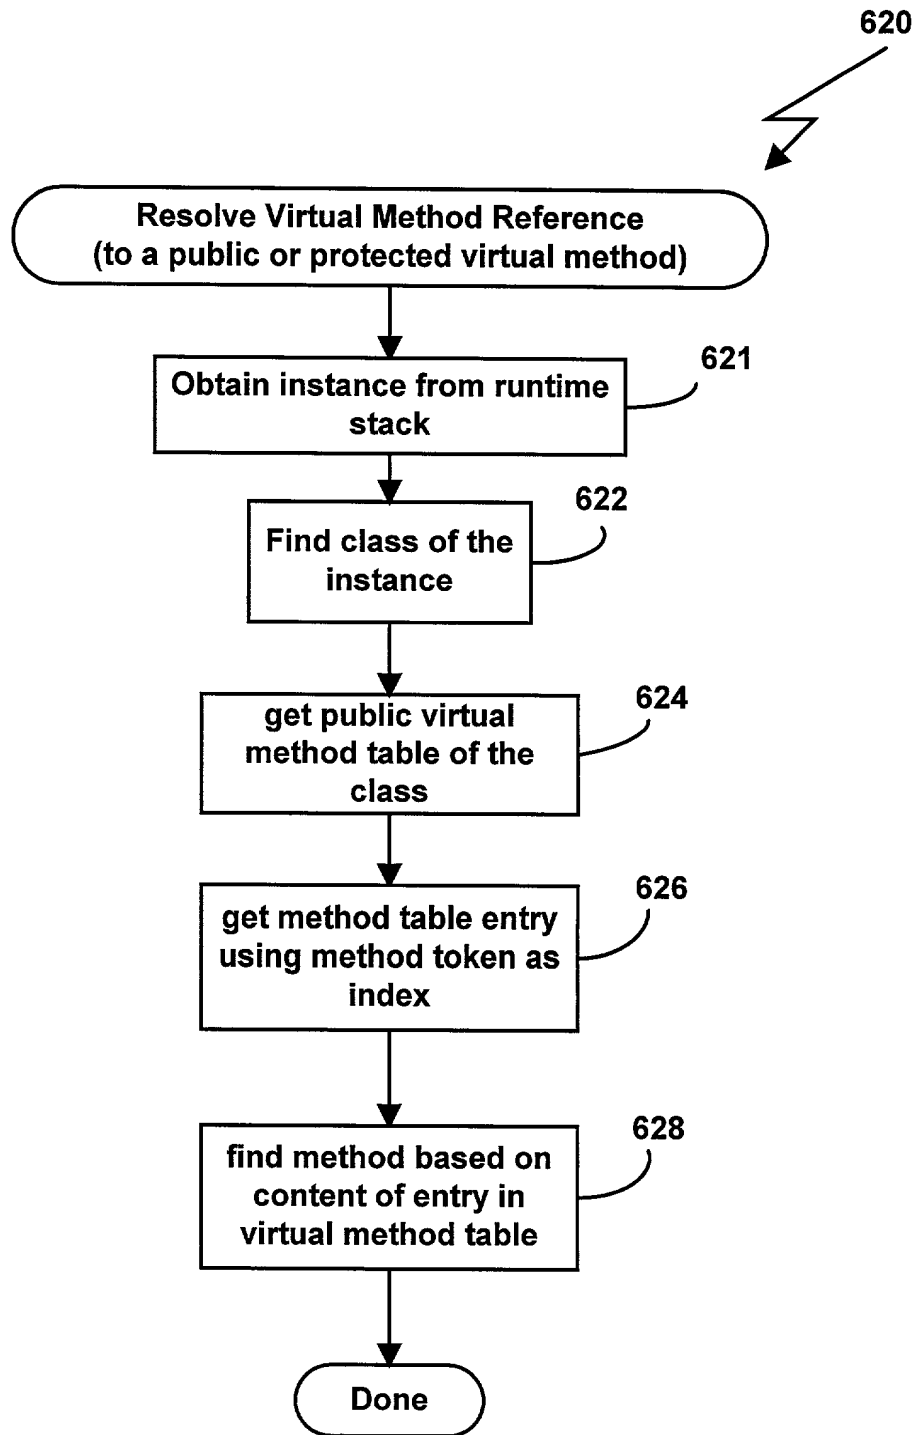 620
Resolve Virtual Method Reference
(to a public or protected virtual method)
621
Obtain instance from runtime
stack
622
Find class of the
instance
624
get public virtual
method table of the
class
626
get method table entry
using method token as
index
628
find method based on
content of entry in
virtual method table
Done